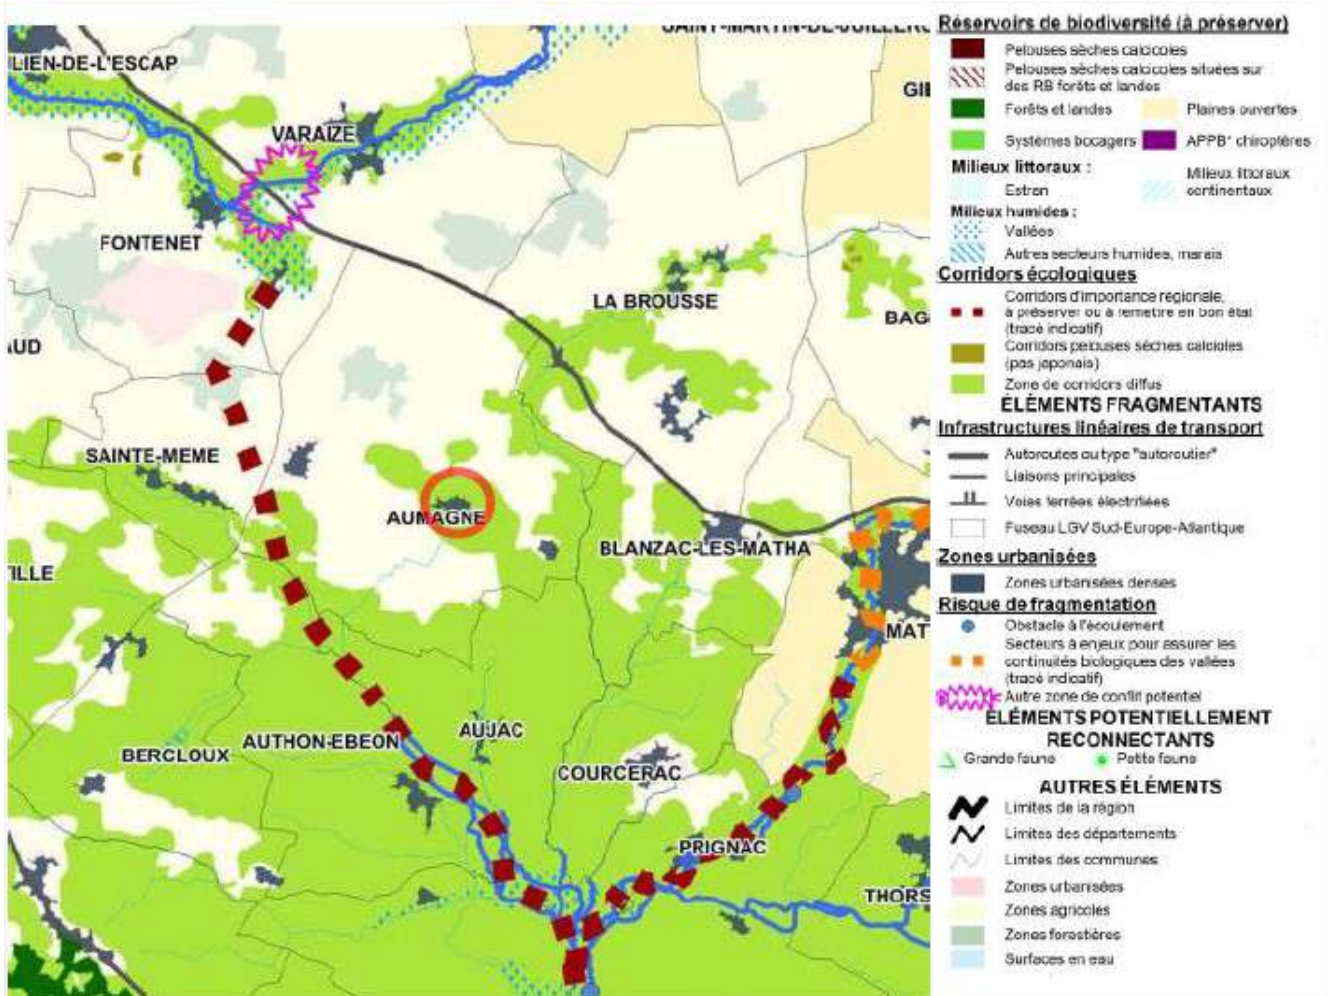 SAINT-MARTIN-DE-JUILLERS
LIEN-DE-L'ESCAP
GI
VARAIZE
FONTENET
LA BROUSSE
BAG
AUD
SAINTE-MEME
AUMAGNE
BLANZAC-LES-MATHA
ILLE
MAT
AUJAC
AUTHON-EBEON
BERCLOUX
COURCERAC
PRIGNAC
THORS
Réservoirs de biodiversité (à préserver)
Pelouses sèches calcicoles
Pelouses sèches calcicoles situées sur
des RB forêts et landes
Forêts et landes
Plaines ouvertes
Systèmes bocagers
APPB* chiroptères
Milieux littoraux :
Estran
Milieux littoraux
continentaux
Milieux humides :
Vallées
Autres secteurs humides, marais
Corridors écologiques
Corridors d'importance régionale,
à préserver ou à remettre en bon état
(tracé indicatif)
Corridors pelouses sèches calcicles
(pas japonais)
Zone de corridors diffus
ÉLÉMENTS FRAGMENTANTS
Infrastructures linéaires de transport
Autoroutes ou type "autoroutier"
Liaisons principales
Voies ferrées électrifiées
Fuseau LGV Sud-Europe-Atlantique
Zones urbanisées
Zones urbanisées denses
Risque de fragmentation
Obstacle à l'écoulement
Secteurs à enjeux pour assurer les
continuités biologiques des vallées
(tracé indicatif)
Autre zone de conflit potentiel
ÉLÉMENTS POTENTIELLEMENT
RECONNECTANTS
Grande faune
Petite faune
AUTRES ÉLÉMENTS
Limites de la région
Limites des départements
Limites des communes
Zones urbanisées
Zones agricoles
Zones forestières
Surfaces en eau